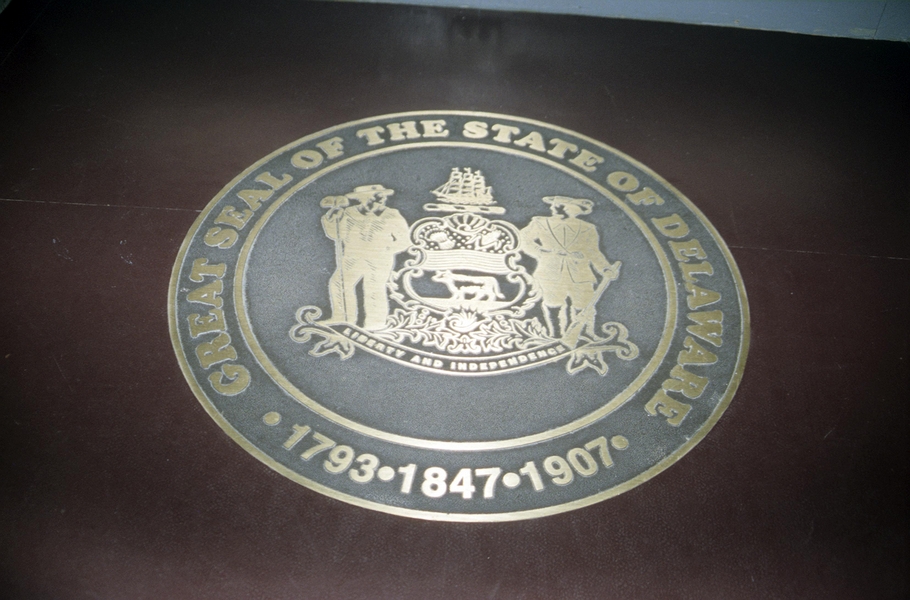 GREAT SEAL OF THE STATE OF DELAWARE
LIBERTY AND INDEPENDENCE
•1793•1847•1907•